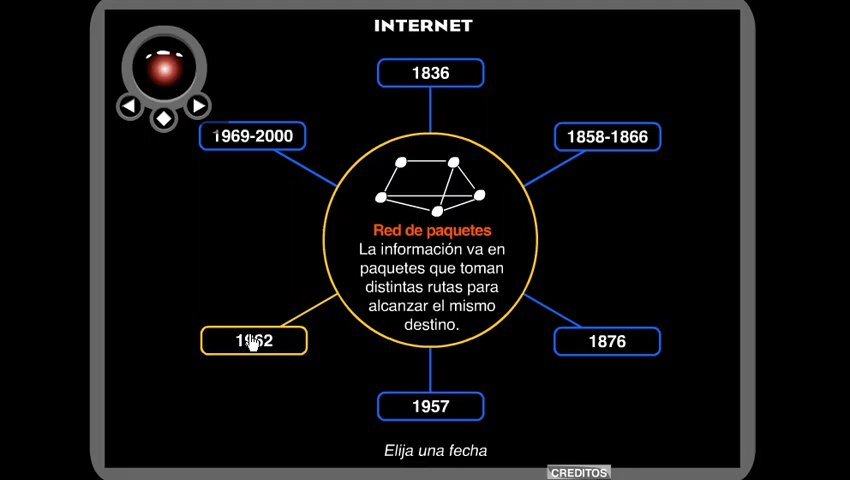 INTERNET
1836
1969-2000
1858-1866
Red de paquetes
La información va en
paquetes que toman
distintas rutas para
alcanzar el mismo
destino.
1962
1876
1957
Elija una fecha
CREDITOS